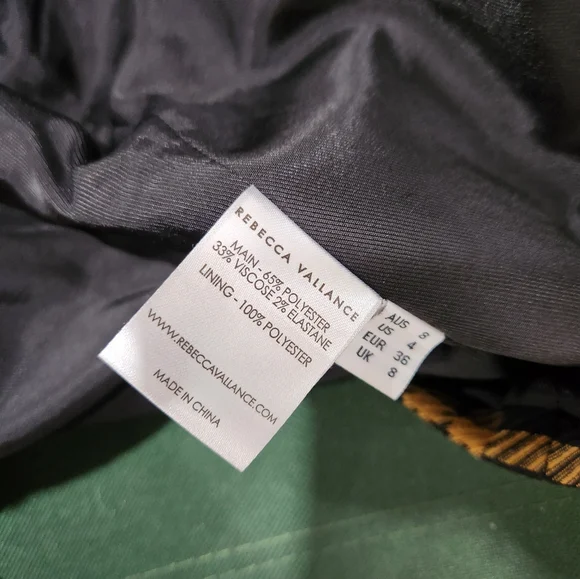 REBECCA VALLANCE
MAIN - 65% POLYESTER
33% VISCOSE 2% ELASTANE
LINING - 100% POLYESTER
WWW.REBECCAVALLANCE.COM
MADE IN CHINA
AUS 8
US 4
EUR 36
UK 8